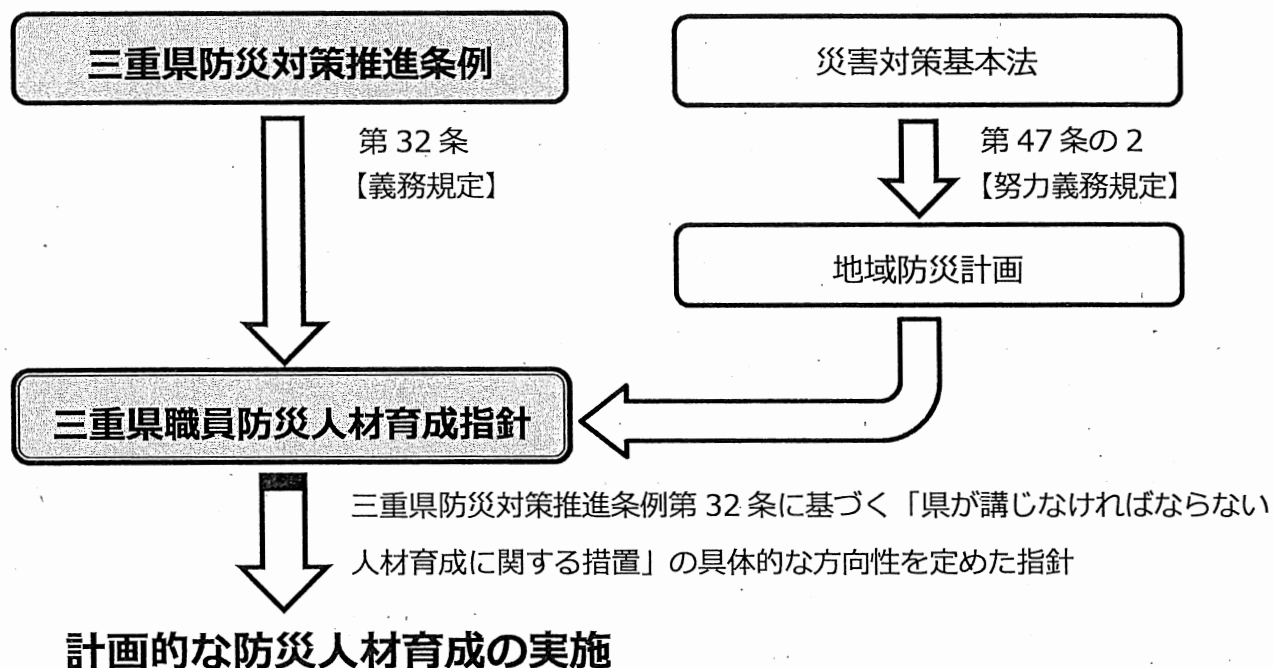 三重県防災対策推進条例
災害対策基本法
第 32 条
【義務規定】
第 47 条の 2
【努力義務規定】
地域防災計画
三重県職員防災人材育成指針
三重県防災対策推進条例第 32 条に基づく「県が講じなければならない
人材育成に関する措置」の具体的な方向性を定めた指針
計画的な防災人材育成の実施